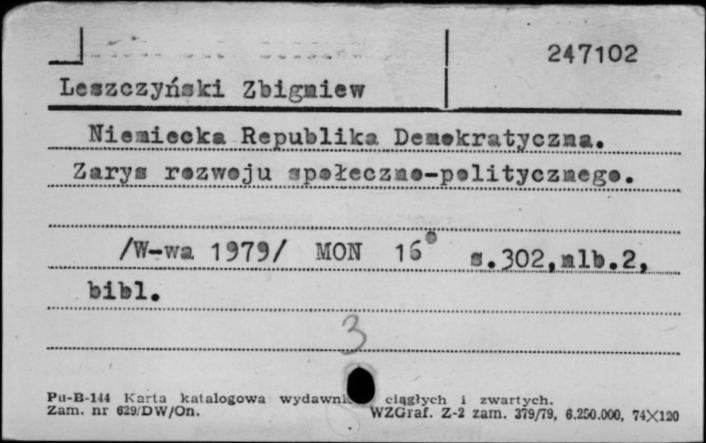 247102
Leszczyński Zbigniew
Niemiecka Republika Demokratyczna.
Zarys rozwoju społeczno-politycznego.
/W-wa 1979/ MON 16° s.302,nlb.2,
bibl.
3
Pu-B-144 Karta katalogowa ciągłych i zwartych.
Zam. nr 629/DW/On. WZGraf. Z-2 zam. 379/79, 6.250.000, 74×120